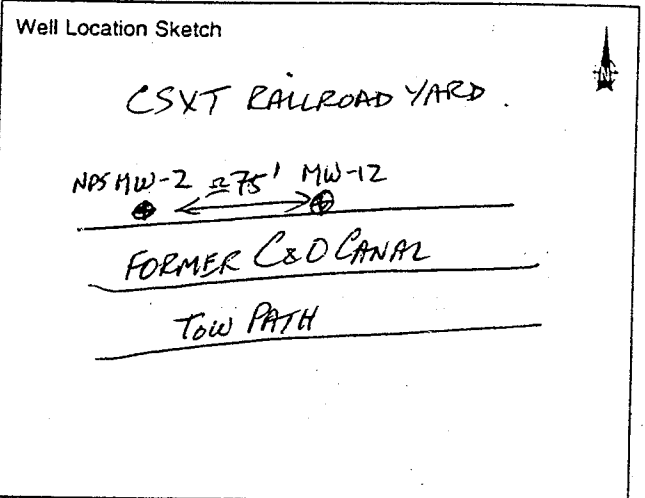 Well Location Sketch
N
CSXT RAILROAD YARD.
NPS MW-2 ≅75' MW-12
FORMER C&O CANAL
TOW PATH